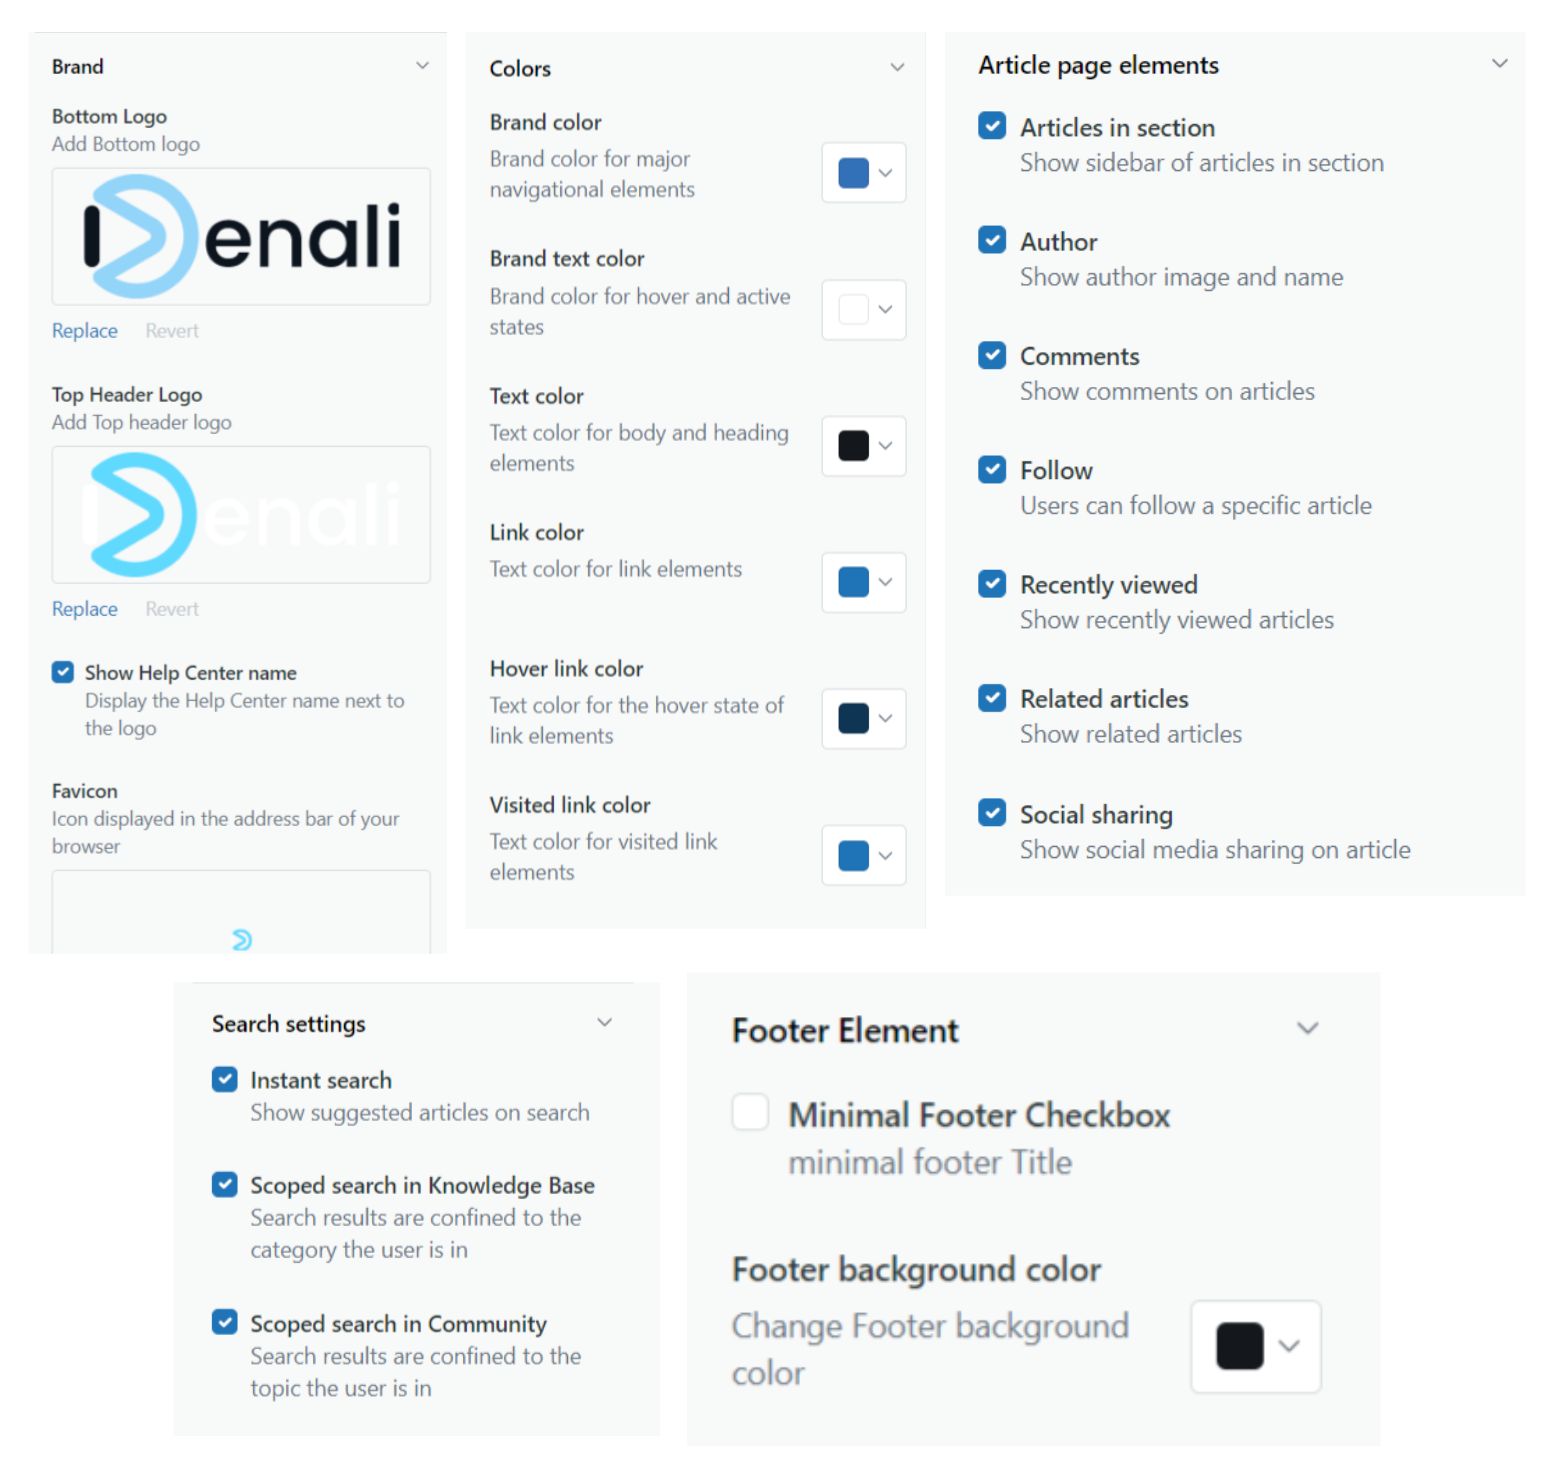 Brand
Bottom Logo
Add Bottom logo
Denali
Replace Revert
Top Header Logo
Add Top header logo
Denali
Replace Revert
Show Help Center name
Display the Help Center name next to
the logo
Favicon
Icon displayed in the address bar of your
browser
Colors
Brand color
Brand color for major
navigational elements
Brand text color
Brand color for hover and active
states
Text color
Text color for body and heading
elements
Link color
Text color for link elements
Hover link color
Text color for the hover state of
link elements
Visited link color
Text color for visited link
elements
Article page elements
Articles in section
Show sidebar of articles in section
Author
Show author image and name
Comments
Show comments on articles
Follow
Users can follow a specific article
Recently viewed
Show recently viewed articles
Related articles
Show related articles
Social sharing
Show social media sharing on article
Search settings
Instant search
Show suggested articles on search
Scoped search in Knowledge Base
Search results are confined to the
category the user is in
Scoped search in Community
Search results are confined to the
topic the user is in
Footer Element
Minimal Footer Checkbox
minimal footer Title
Footer background color
Change Footer background
color